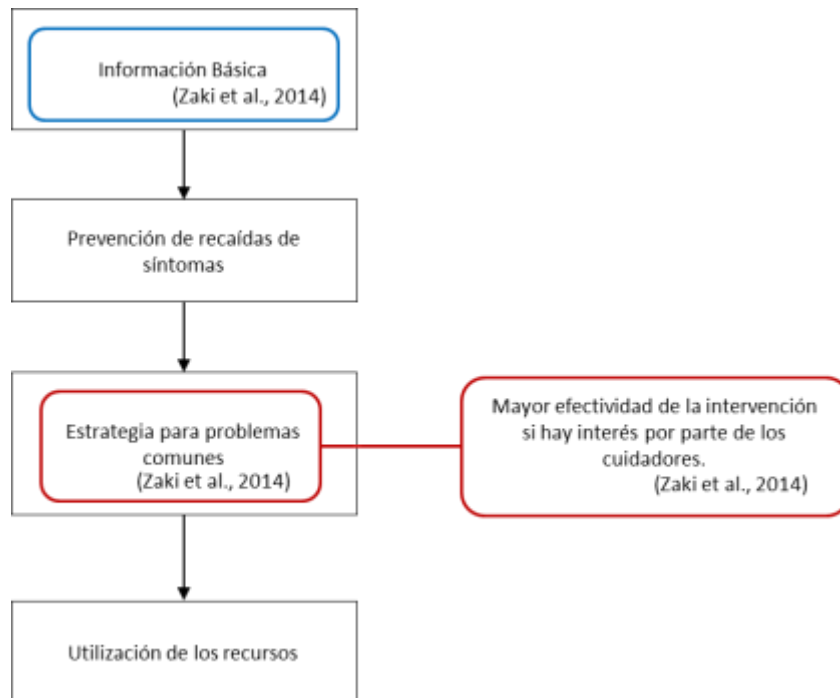 Información Básica
(Zaki et al., 2014)
Prevención de recaídas de
síntomas
Estrategia para problemas
comunes
(Zaki et al., 2014)
Mayor efectividad de la intervención
si hay interés por parte de los
cuidadores.
(Zaki et al., 2014)
Utilización de los recursos